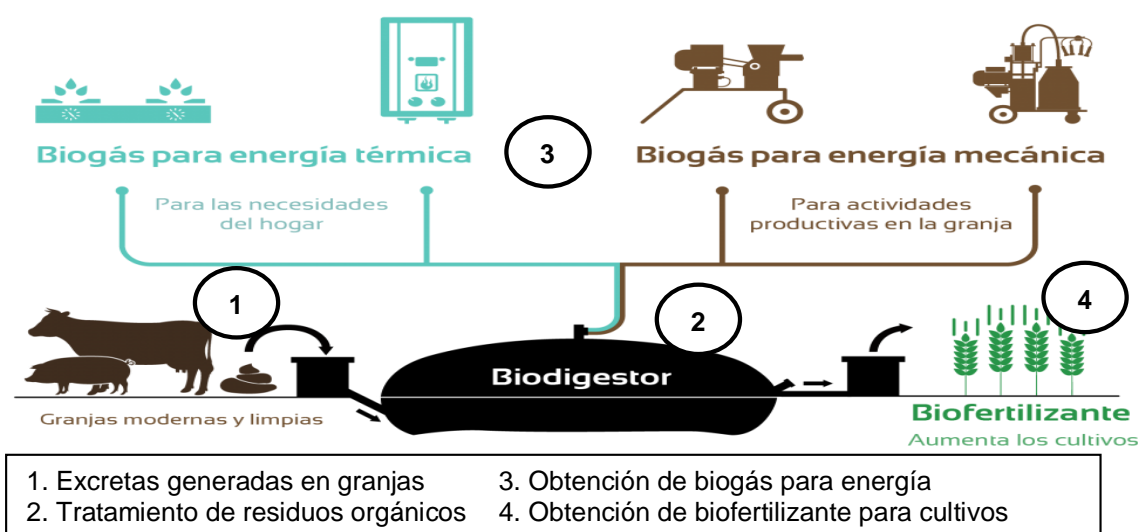 Biogás para energía térmica
3
Biogás para energía mecánica
Para las necesidades
del hogar
Para actividades
productivas en la granja
1
2
4
Biodigestor
Granjas modernas y limpias
Biofertilizante
Aumenta los cultivos
1. Excretas generadas en granjas
3. Obtención de biogás para energía
2. Tratamiento de residuos orgánicos
4. Obtención de biofertilizante para cultivos